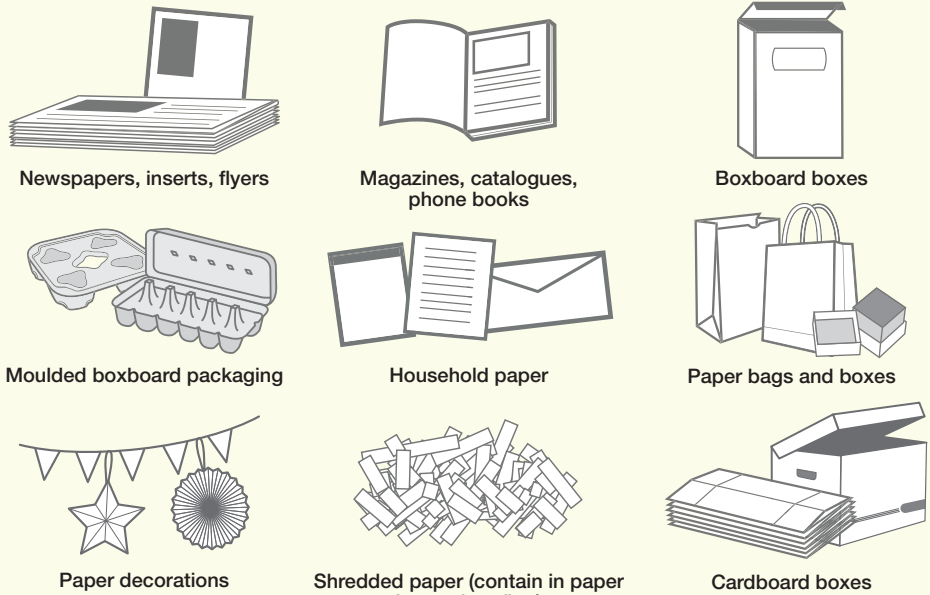 Newspapers, inserts, flyers
Magazines, catalogues,
phone books
Boxboard boxes
Moulded boxboard packaging
Household paper
Paper bags and boxes
Paper decorations
Shredded paper (contain in paper
Cardboard boxes